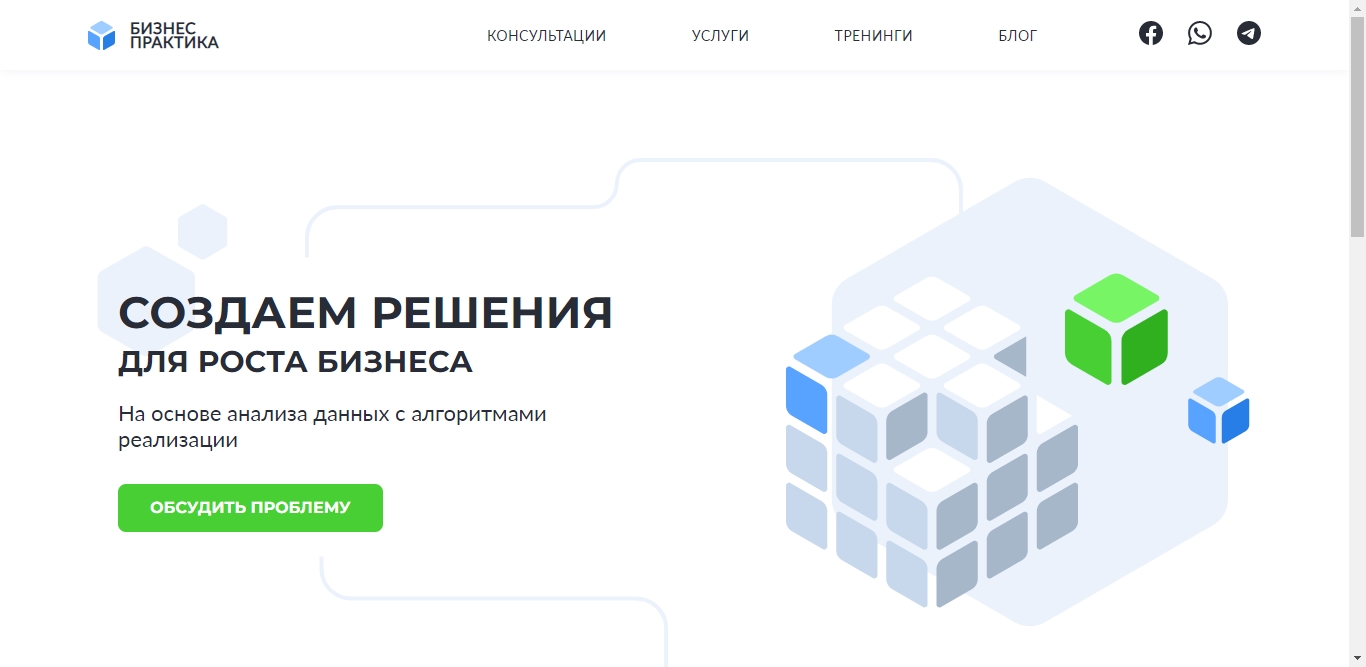 БИЗНЕС
ПРАКТИКА
КОНСУЛЬТАЦИИ
УСЛУГИ
ТРЕНИНГИ
БЛОГ
СОЗДАЕМ РЕШЕНИЯ
ДЛЯ РОСТА БИЗНЕСА
На основе анализа данных с алгоритмами
реализации
ОБСУДИТЬ ПРОБЛЕМУ